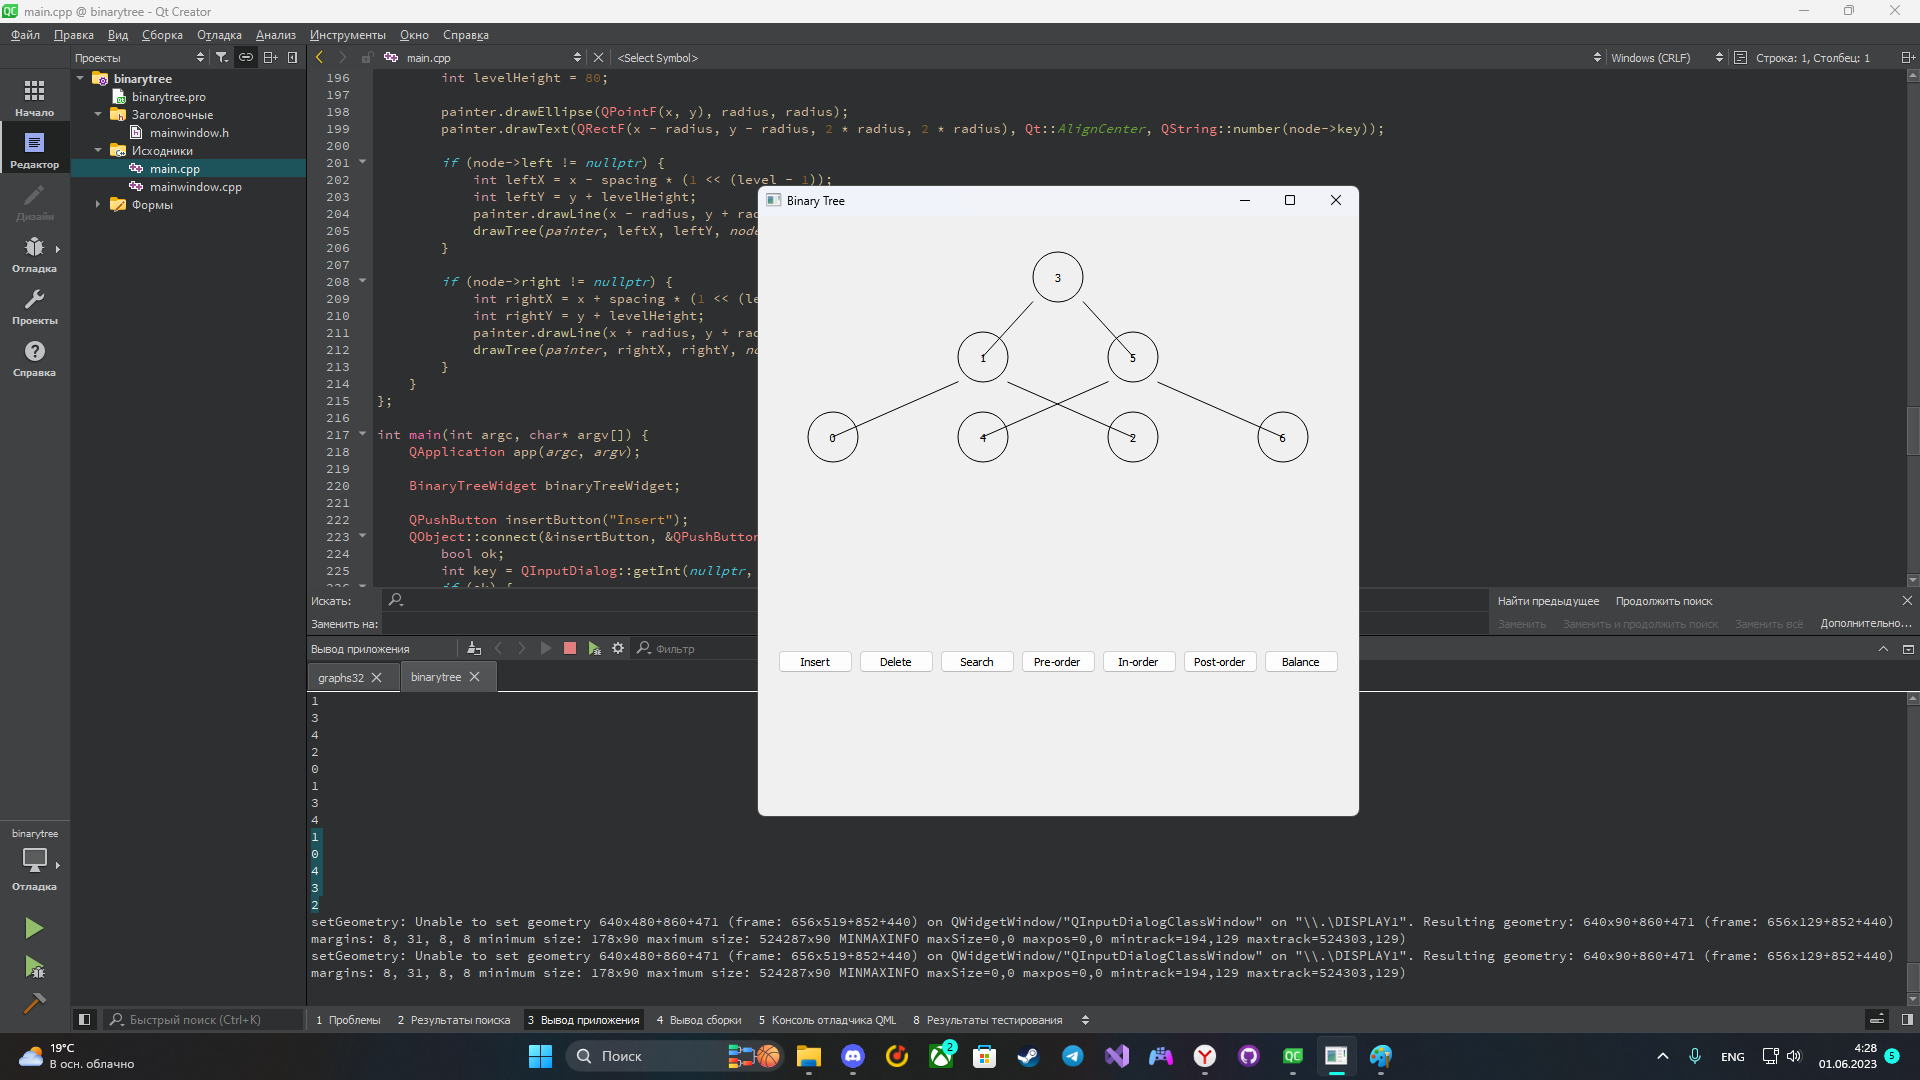 main.cpp @ binarytree - Qt Creator
Файл Правка Вид Сборка Отладка Анализ Инструменты Окно Справка
Проекты
main.cpp
<Select Symbol>
Windows (CRLF)
Строка: 1, Столбец: 1
Начало
Редактор
Дизайн
Отладка
Проекты
Справка
binarytree
binarytree.pro
Заголовочные
mainwindow.h
Исходники
main.cpp
mainwindow.cpp
Формы
196 int levelHeight = 80;
197
198 painter.drawEllipse(QPointF(x, y), radius, radius);
199 painter.drawText(QRectF(x - radius, y - radius, 2 * radius, 2 * radius), Qt::AlignCenter, QString::number(node->key));
200
201 if (node->left != nullptr) {
202 int leftX = x - spacing * (1 << (level - 1));
203 int leftY = y + levelHeight;
204 painter.drawLine(x - radius, y + rad
205 drawTree(painter, leftX, leftY, node
206 }
207
208 if (node->right != nullptr) {
209 int rightX = x + spacing * (1 << (le
210 int rightY = y + levelHeight;
211 painter.drawLine(x + radius, y + rad
212 drawTree(painter, rightX, rightY, no
213 }
214 }
215 };
216
217 int main(int argc, char* argv[]) {
218 QApplication app(argc, argv);
219
220 BinaryTreeWidget binaryTreeWidget;
221
222 QPushButton insertButton("Insert");
223 QObject::connect(&insertButton, &QPushButton
224 bool ok;
225 int key = QInputDialog::getInt(nullptr,
226 if (ok) {
Binary Tree
3
1 5
0 4 2 6
Insert Delete Search Pre-order In-order Post-order Balance
Искать:
Найти предыдущее Продолжить поиск
Заменить на:
Заменить Заменить и продолжить поиск Заменить всё Дополнительно...
Вывод приложения
Фильтр
graphs32
binarytree
1
3
4
2
0
1
3
4
1
0
4
3
2
setGeometry: Unable to set geometry 640x480+860+471 (frame: 656x519+852+440) on QWidgetWindow/"QInputDialogClassWindow" on "\\.\DISPLAY1". Resulting geometry: 640x90+860+471 (frame: 656x129+852+440)
margins: 8, 31, 8, 8 minimum size: 178x90 maximum size: 524287x90 MINMAXINFO maxSize=0,0 maxpos=0,0 mintrack=194,129 maxtrack=524303,129)
setGeometry: Unable to set geometry 640x480+860+471 (frame: 656x519+852+440) on QWidgetWindow/"QInputDialogClassWindow" on "\\.\DISPLAY1". Resulting geometry: 640x90+860+471 (frame: 656x129+852+440)
margins: 8, 31, 8, 8 minimum size: 178x90 maximum size: 524287x90 MINMAXINFO maxSize=0,0 maxpos=0,0 mintrack=194,129 maxtrack=524303,129)
binarytree
Отладка
Быстрый поиск (Ctrl+K)
1 Проблемы 2 Результаты поиска 3 Вывод приложения 4 Вывод сборки 5 Консоль отладчика QML 8 Результаты тестирования
19°C
В осн. облачно
Поиск
2
ENG
4:28
01.06.2023
5